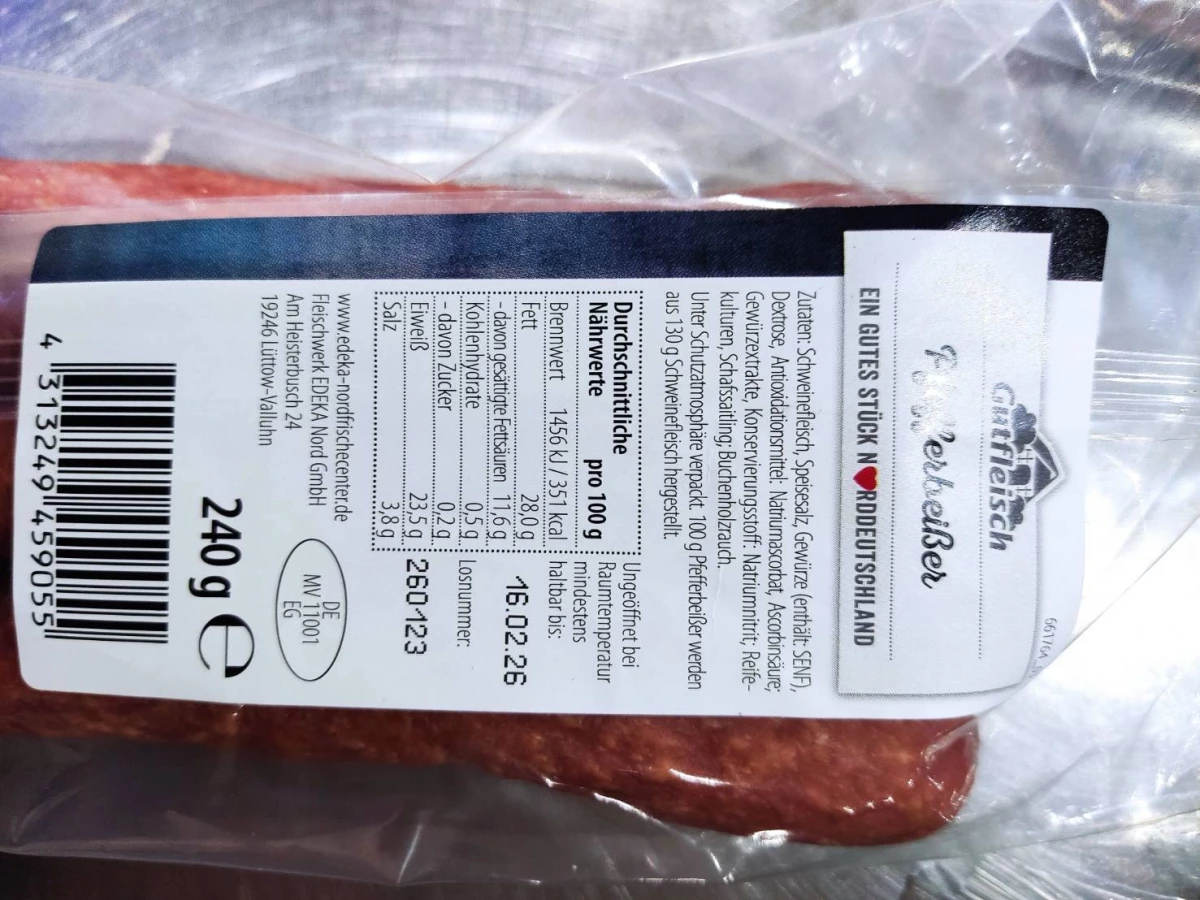 661764
Gutfleisch
Pfefferbeißer
EIN GUTES STÜCK N❤RDDEUTSCHLAND
Zutaten: Schweinefleisch, Speisesalz, Gewürze (enthält: SENF),
Dextrose, Antioxidationsmittel: Natriumascorbat, Ascorbinsäure;
Gewürzextrakte, Konservierungsstoff: Natriumnitrit; Reife-
kulturen, Schafssaitling; Buchenholzrauch.
Unter Schutzatmosphäre verpackt. 100 g Pfefferbeißer werden
aus 130 g Schweinefleisch hergestellt.
Durchschnittliche
Nährwerte pro 100 g
Brennwert 1456 kJ / 351 kcal
Fett 28,0 g
- davon gesättigte Fettsäuren 11,6 g
Kohlenhydrate 0,5 g
- davon Zucker 0,2 g
Eiweiß 23,5 g
Salz 3,8 g
Ungeöffnet bei
Raumtemperatur
mindestens
haltbar bis:
16.02.26
Losnummer:
260123
www.edeka-nordfrischecenter.de
Fleischwerk EDEKA Nord GmbH
Am Heisterbusch 24
19246 Lüttow-Valluhn
DE
MV 11001
EG
240 g e
4 313249 459055